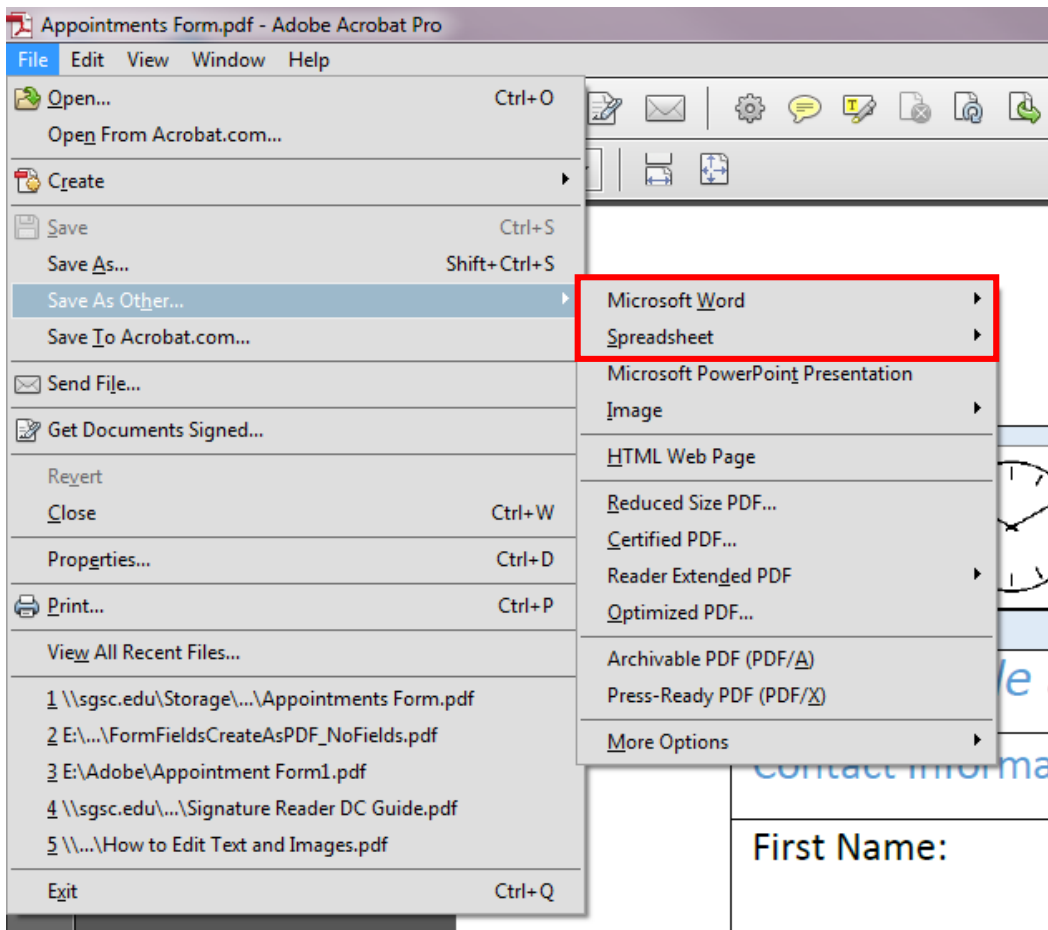 Appointments Form.pdf - Adobe Acrobat Pro
File Edit View Window Help
Open... Ctrl+O
Open From Acrobat.com...
Create
Save Ctrl+S
Save As... Shift+Ctrl+S
Save As Other...
Save To Acrobat.com...
Send File...
Get Documents Signed...
Revert
Close Ctrl+W
Properties... Ctrl+D
Print... Ctrl+P
View All Recent Files...
1 \\sgsc.edu\Storage\...\Appointments Form.pdf
2 E:\...\FormFieldsCreateAsPDF_NoFields.pdf
3 E:\Adobe\Appointment Form1.pdf
4 \\sgsc.edu\...\Signature Reader DC Guide.pdf
5 \\...\How to Edit Text and Images.pdf
Exit Ctrl+Q
Microsoft Word
Spreadsheet
Microsoft PowerPoint Presentation
Image
HTML Web Page
Reduced Size PDF...
Certified PDF...
Reader Extended PDF
Optimized PDF...
Archivable PDF (PDF/A)
Press-Ready PDF (PDF/X)
More Options
Contact Informa
First Name: